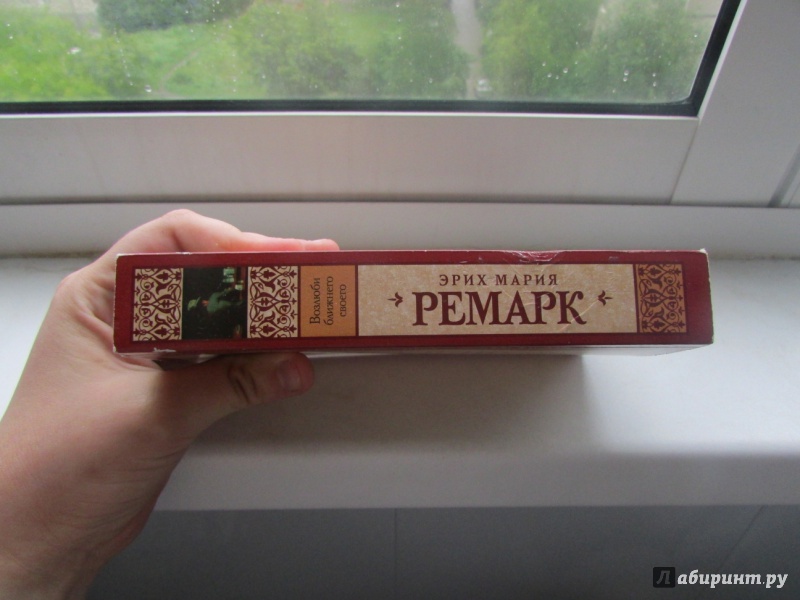 Возлюби
ближнего
своего
ЭРИХ МАРИЯ
РЕМАРК
Лабиринт.ру